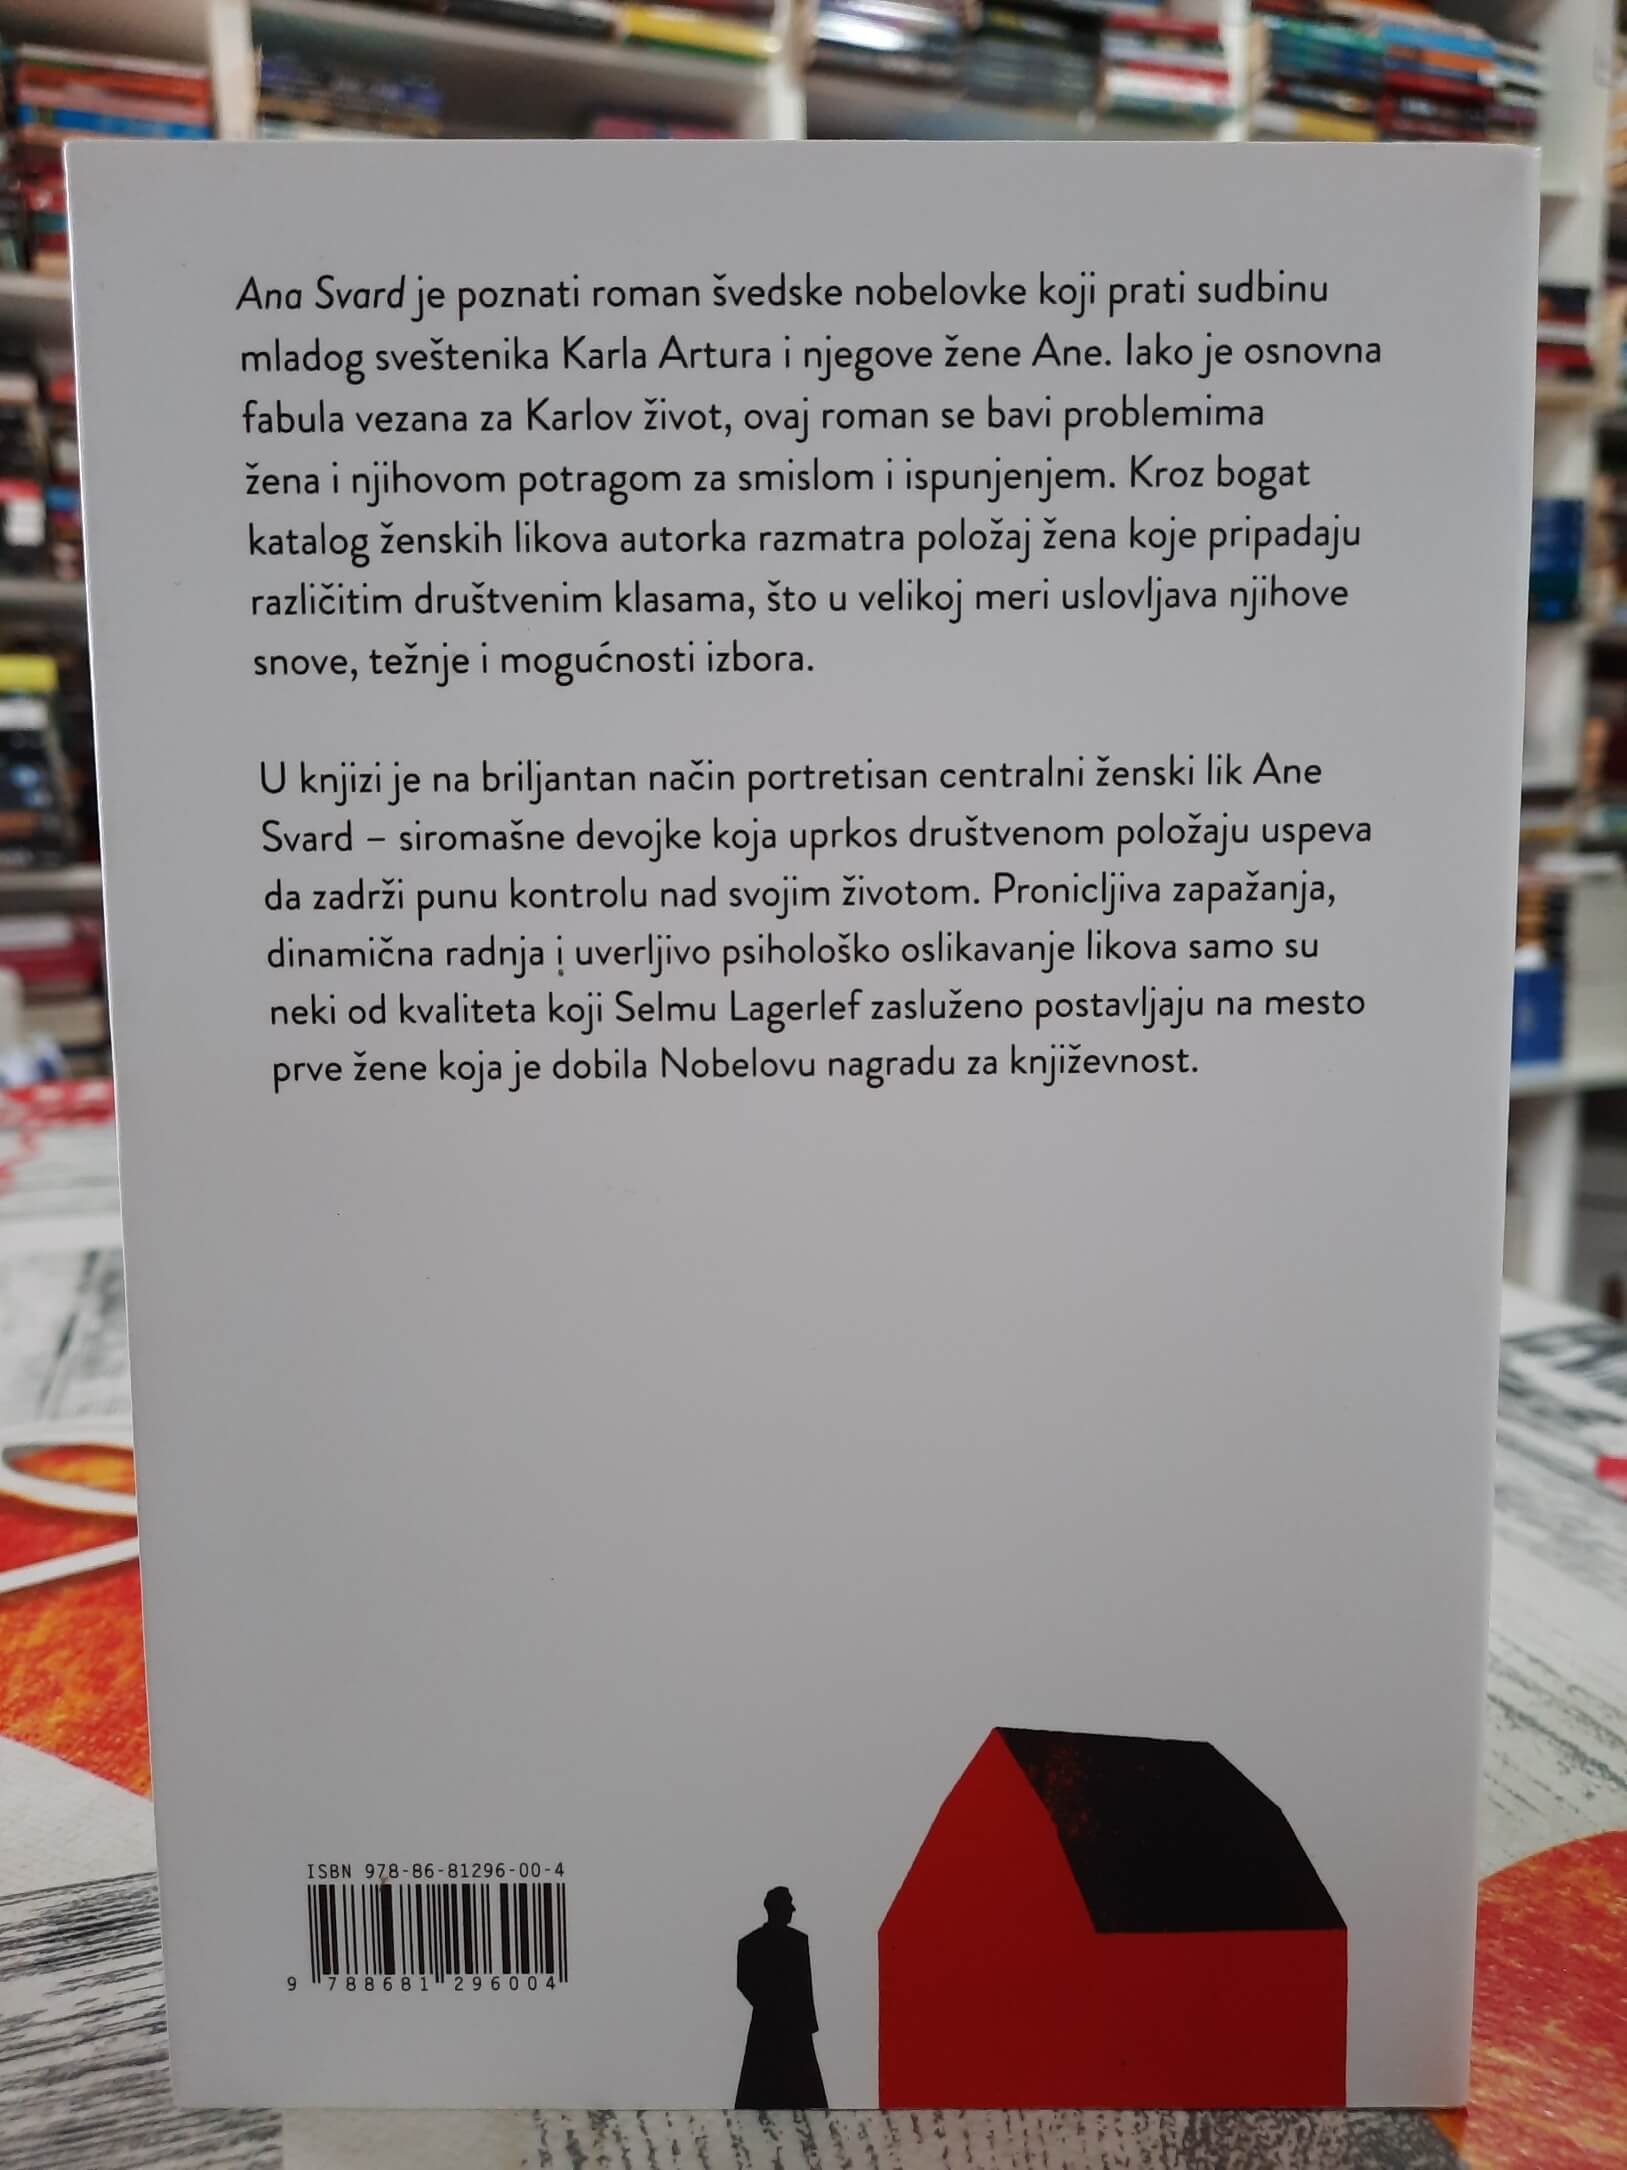 Ana Svard je poznati roman švedske nobelovke koji prati sudbinu
mladog sveštenika Karla Artura i njegove žene Ane. Iako je osnovna
fabula vezana za Karlov život, ovaj roman se bavi problemima
žena i njihovom potragom za smislom i ispunjenjem. Kroz bogat
katalog ženskih likova autorka razmatra položaj žena koje pripadaju
različitim društvenim klasama, što u velikoj meri uslovljava njihove
snove, težnje i mogućnosti izbora.
U knjizi je na briljantan način portretisan centralni ženski lik Ane
Svard – siromašne devojke koja uprkos društvenom položaju uspeva
da zadrži punu kontrolu nad svojim životom. Pronicljiva zapažanja,
dinamična radnja i uverljivo psihološko oslikavanje likova samo su
neki od kvaliteta koji Selmu Lagerlef zasluženo postavljaju na mesto
prve žene koja je dobila Nobelovu nagradu za književnost.
ISBN 978-86-81296-00-4
9 788681 296004